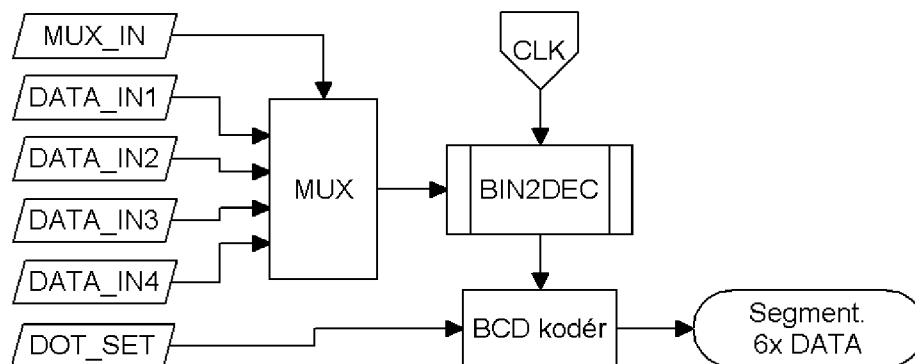 MUX_IN
CLK
DATA_IN1
DATA_IN2
MUX
BIN2DEC
DATA_IN3
DATA_IN4
DOT_SET
BCD kodér
Segment.
6x DATA